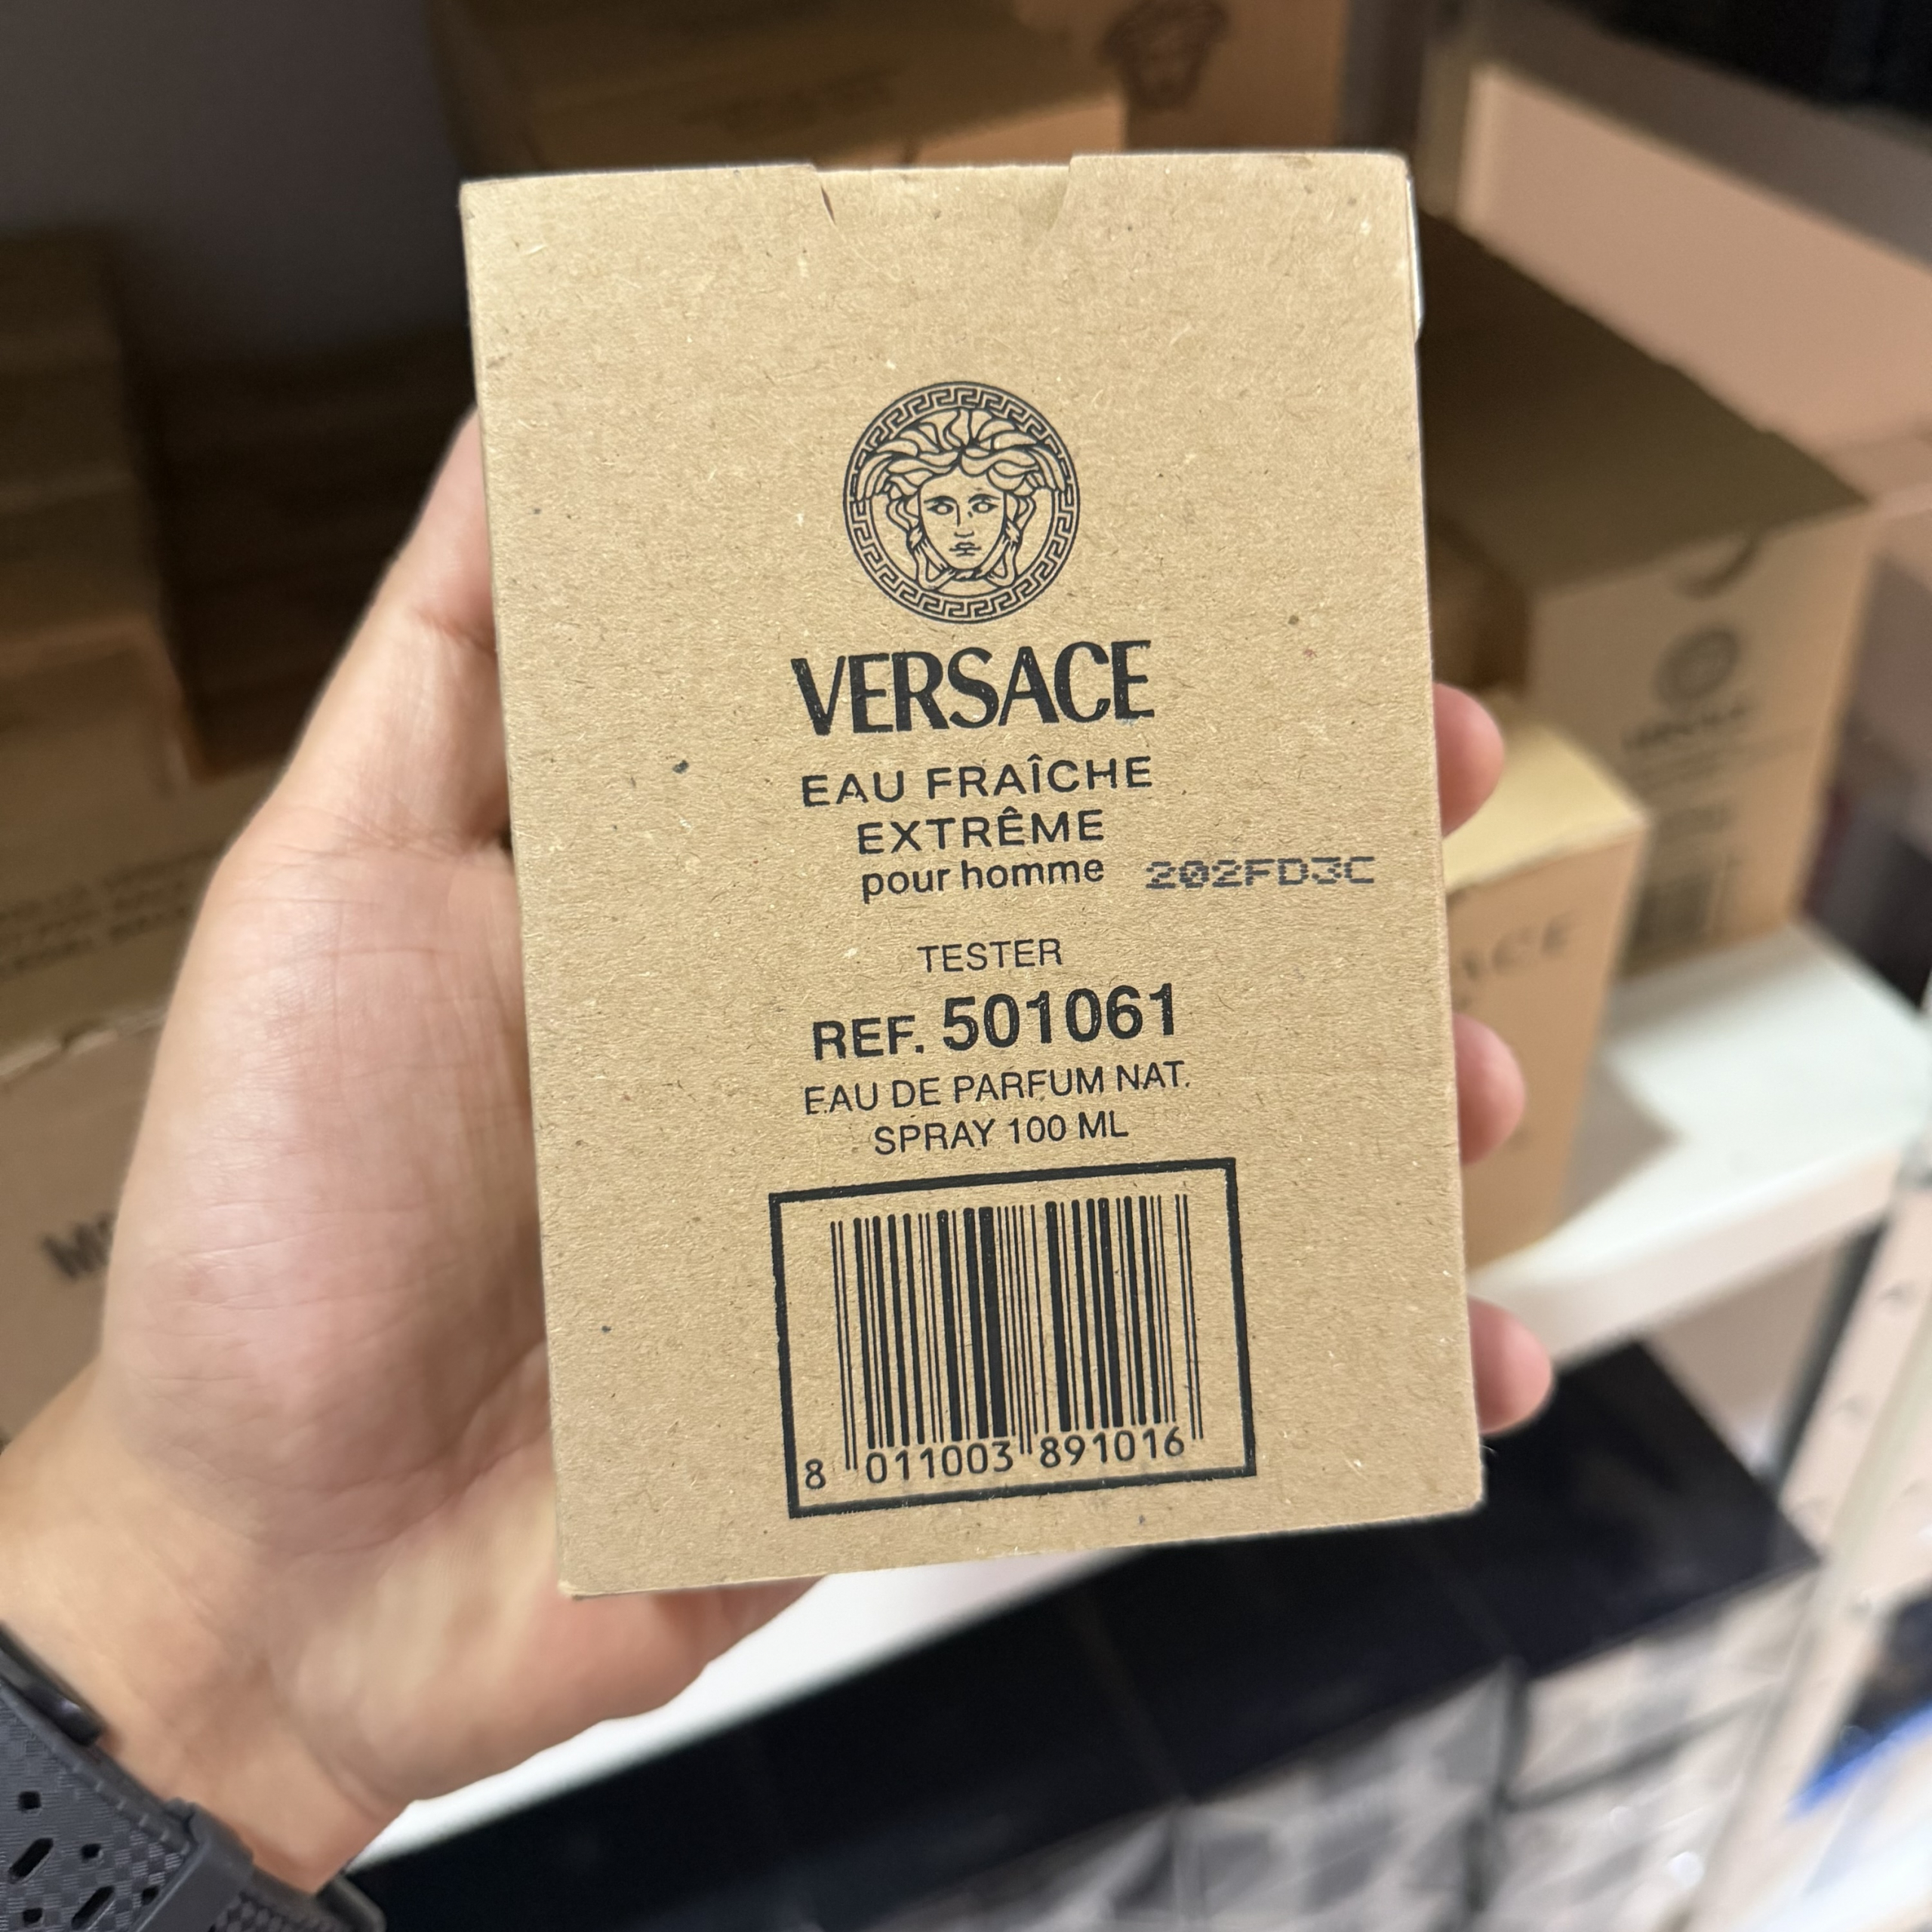 VERSACE
EAU FRAÎCHE
EXTRÊME
pour homme 202FD3C
TESTER
REF. 501061
EAU DE PARFUM NAT.
SPRAY 100 ML
8 011003 891016